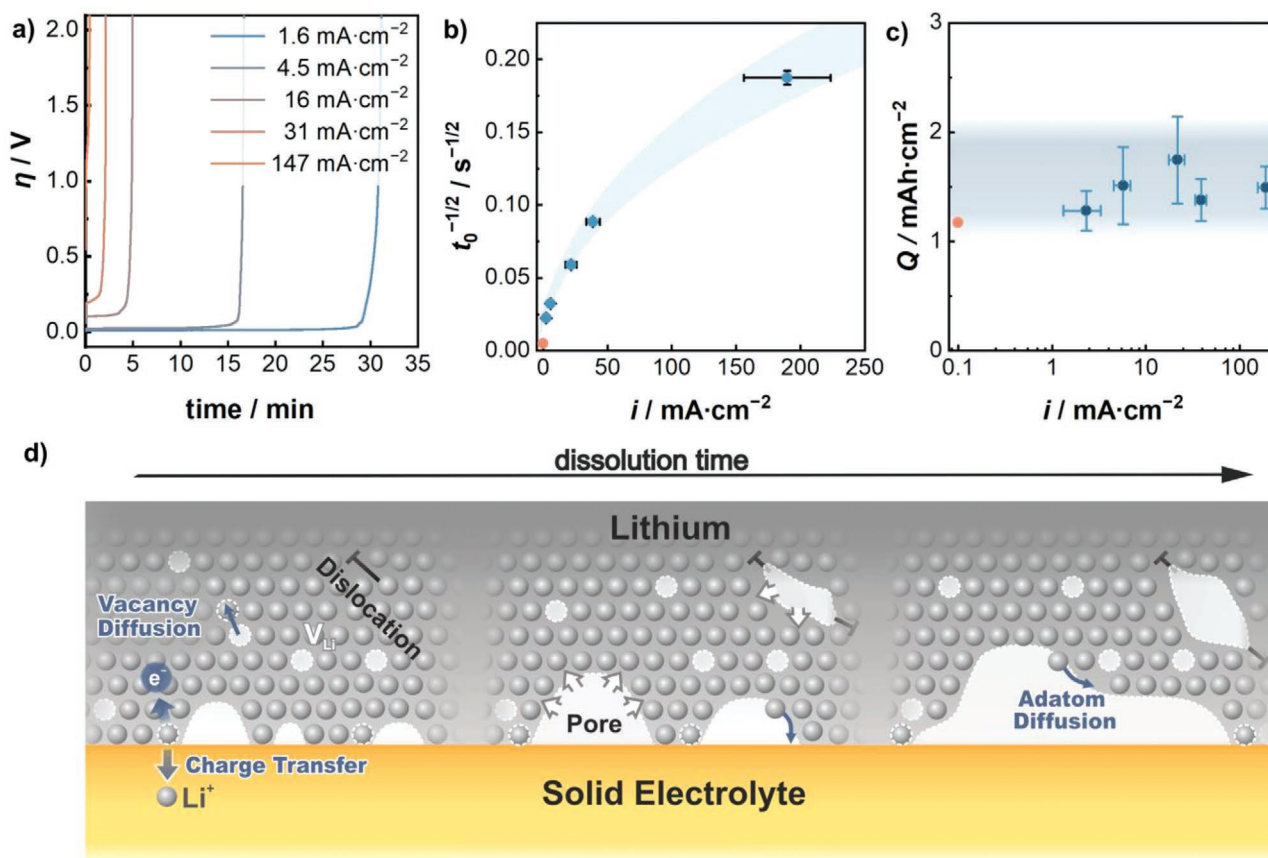 a)
η / V
2.0
1.5
1.0
0.5
0.0
1.6 mA·cm⁻²
4.5 mA·cm⁻²
16 mA·cm⁻²
31 mA·cm⁻²
147 mA·cm⁻²
0 5 10 15 20 25 30 35
time / min
b)
t₀⁻¹/² / s⁻¹/²
0.20
0.15
0.10
0.05
0.00
0 50 100 150 200 250
i / mA·cm⁻²
c)
Q / mAh·cm⁻²
3
2
1
0
0.1 1 10 100
i / mA·cm⁻²
d)
dissolution time
Lithium
Dislocation
Vacancy
Diffusion
V_Li
e⁻
Pore
Adatom
Diffusion
Charge Transfer
Li⁺
Solid Electrolyte